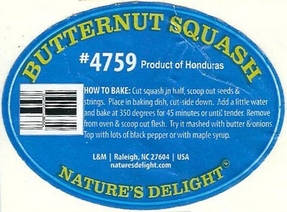 BUTTERNUT SQUASH
#4759 Product of Honduras
HOW TO BAKE: Cut squash in half, scoop out seeds &
strings. Place in baking dish, cut-side down. Add a little water
and bake at 350 degrees for 45 minutes or until tender. Remove
from oven & scoop out flesh. Try it mashed with butter & onions
Top with lots of black pepper or with maple syrup.
L&M | Raleigh, NC 27604 | USA
naturesdelight.com
NATURE'S DELIGHT®